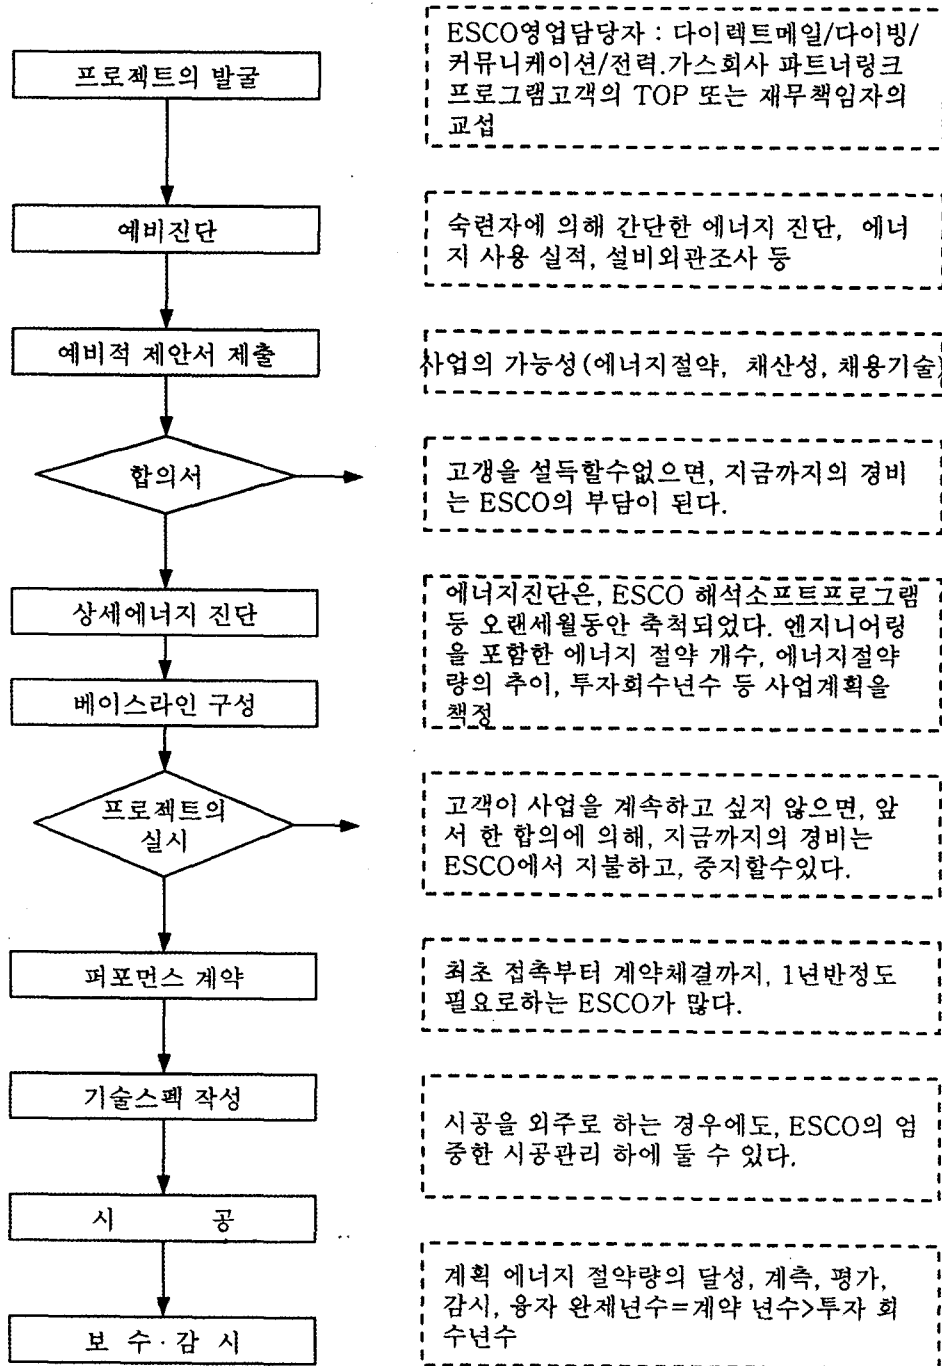 프로젝트의 발굴
ESCO영업담당자 : 다이렉트메일/다이빙/
커뮤니케이션/전력.가스회사 파트너링크
프로그램고객의 TOP 또는 재무책임자의
교섭
예비진단
숙련자에 의해 간단한 에너지 진단, 에너
지 사용 실적, 설비외관조사 등
예비적 제안서 제출
사업의 가능성(에너지절약, 채산성, 채용기술)
합의서
고갱을 설득할수없으면, 지금까지의 경비
는 ESCO의 부담이 된다.
상세에너지 진단
베이스라인 구성
에너지진단은, ESCO 해석소프트프로그램
등 오랜세월동안 축척되었다. 엔지니어링
을 포함한 에너지 절약 개수, 에너지절약
량의 추이, 투자회수년수 등 사업계획을
책정
프로젝트의
실시
고객이 사업을 계속하고 싶지 않으면, 앞
서 한 합의에 의해, 지금까지의 경비는
ESCO에서 지불하고, 중지할수있다.
퍼포먼스 계약
최초 접촉부터 계약체결까지, 1년반정도
필요로하는 ESCO가 많다.
기술스펙 작성
시공을 외주로 하는 경우에도, ESCO의 엄
중한 시공관리 하에 둘 수 있다.
시 공
계획 에너지 절약량의 달성, 계측, 평가,
감시, 융자 완제년수=계약 년수>투자 회
수년수
보 수·감 시